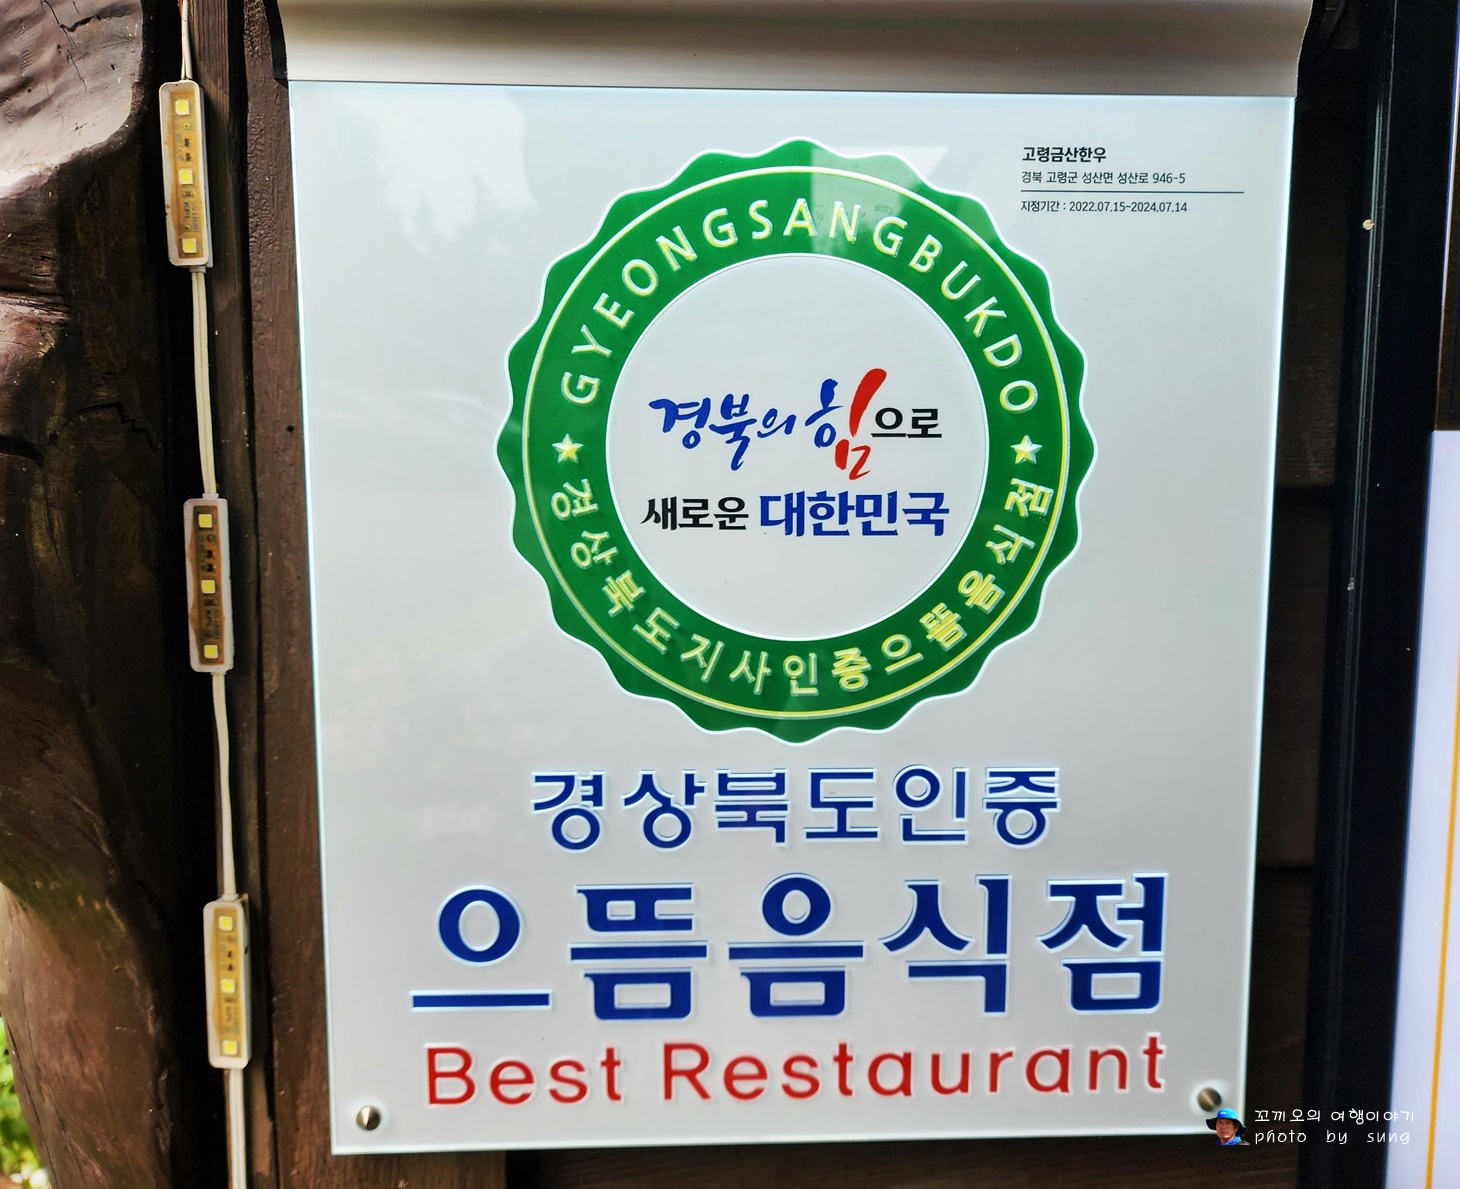 고령금산한우
경북 고령군 성산면 성산로 946-5
지정기간 : 2022.07.15~2024.07.14
GYEONGSANGBUKDO
경북의 힘으로
새로운 대한민국
경상북도지사인증으뜸음식점
경상북도인증
으뜸음식점
Best Restaurant
꼬끼오의 여행이야기
photo by sung